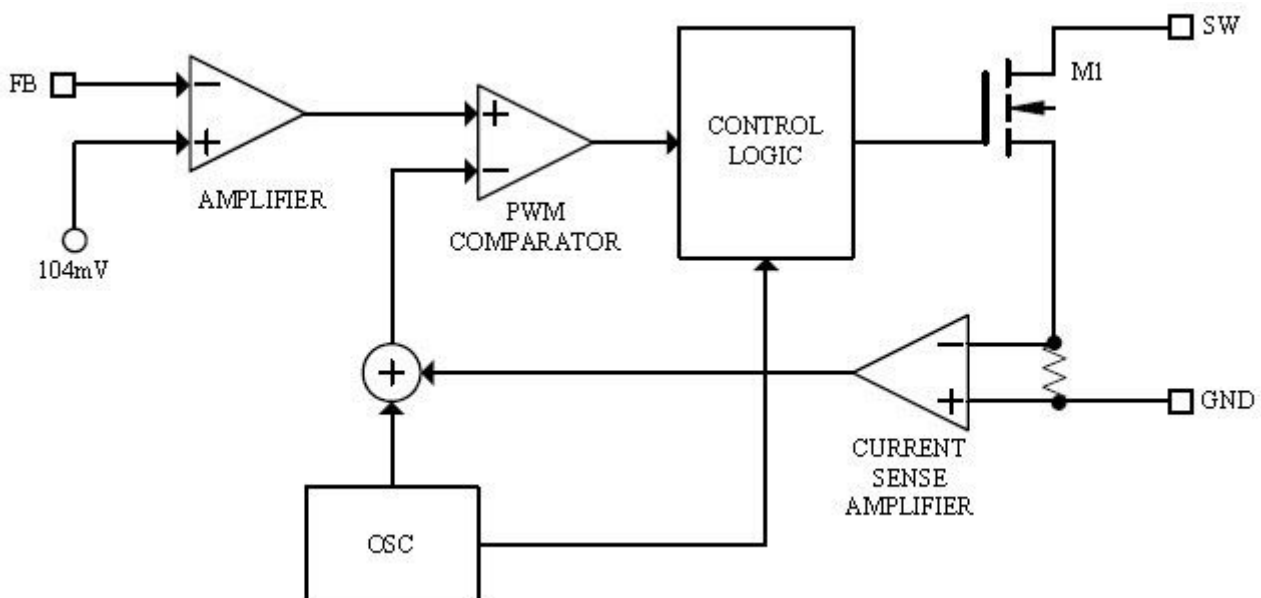 SW
FB
M1
CONTROL
LOGIC
AMPLIFIER
PWM
COMPARATOR
104mV
GND
CURRENT
SENSE
AMPLIFIER
OSC